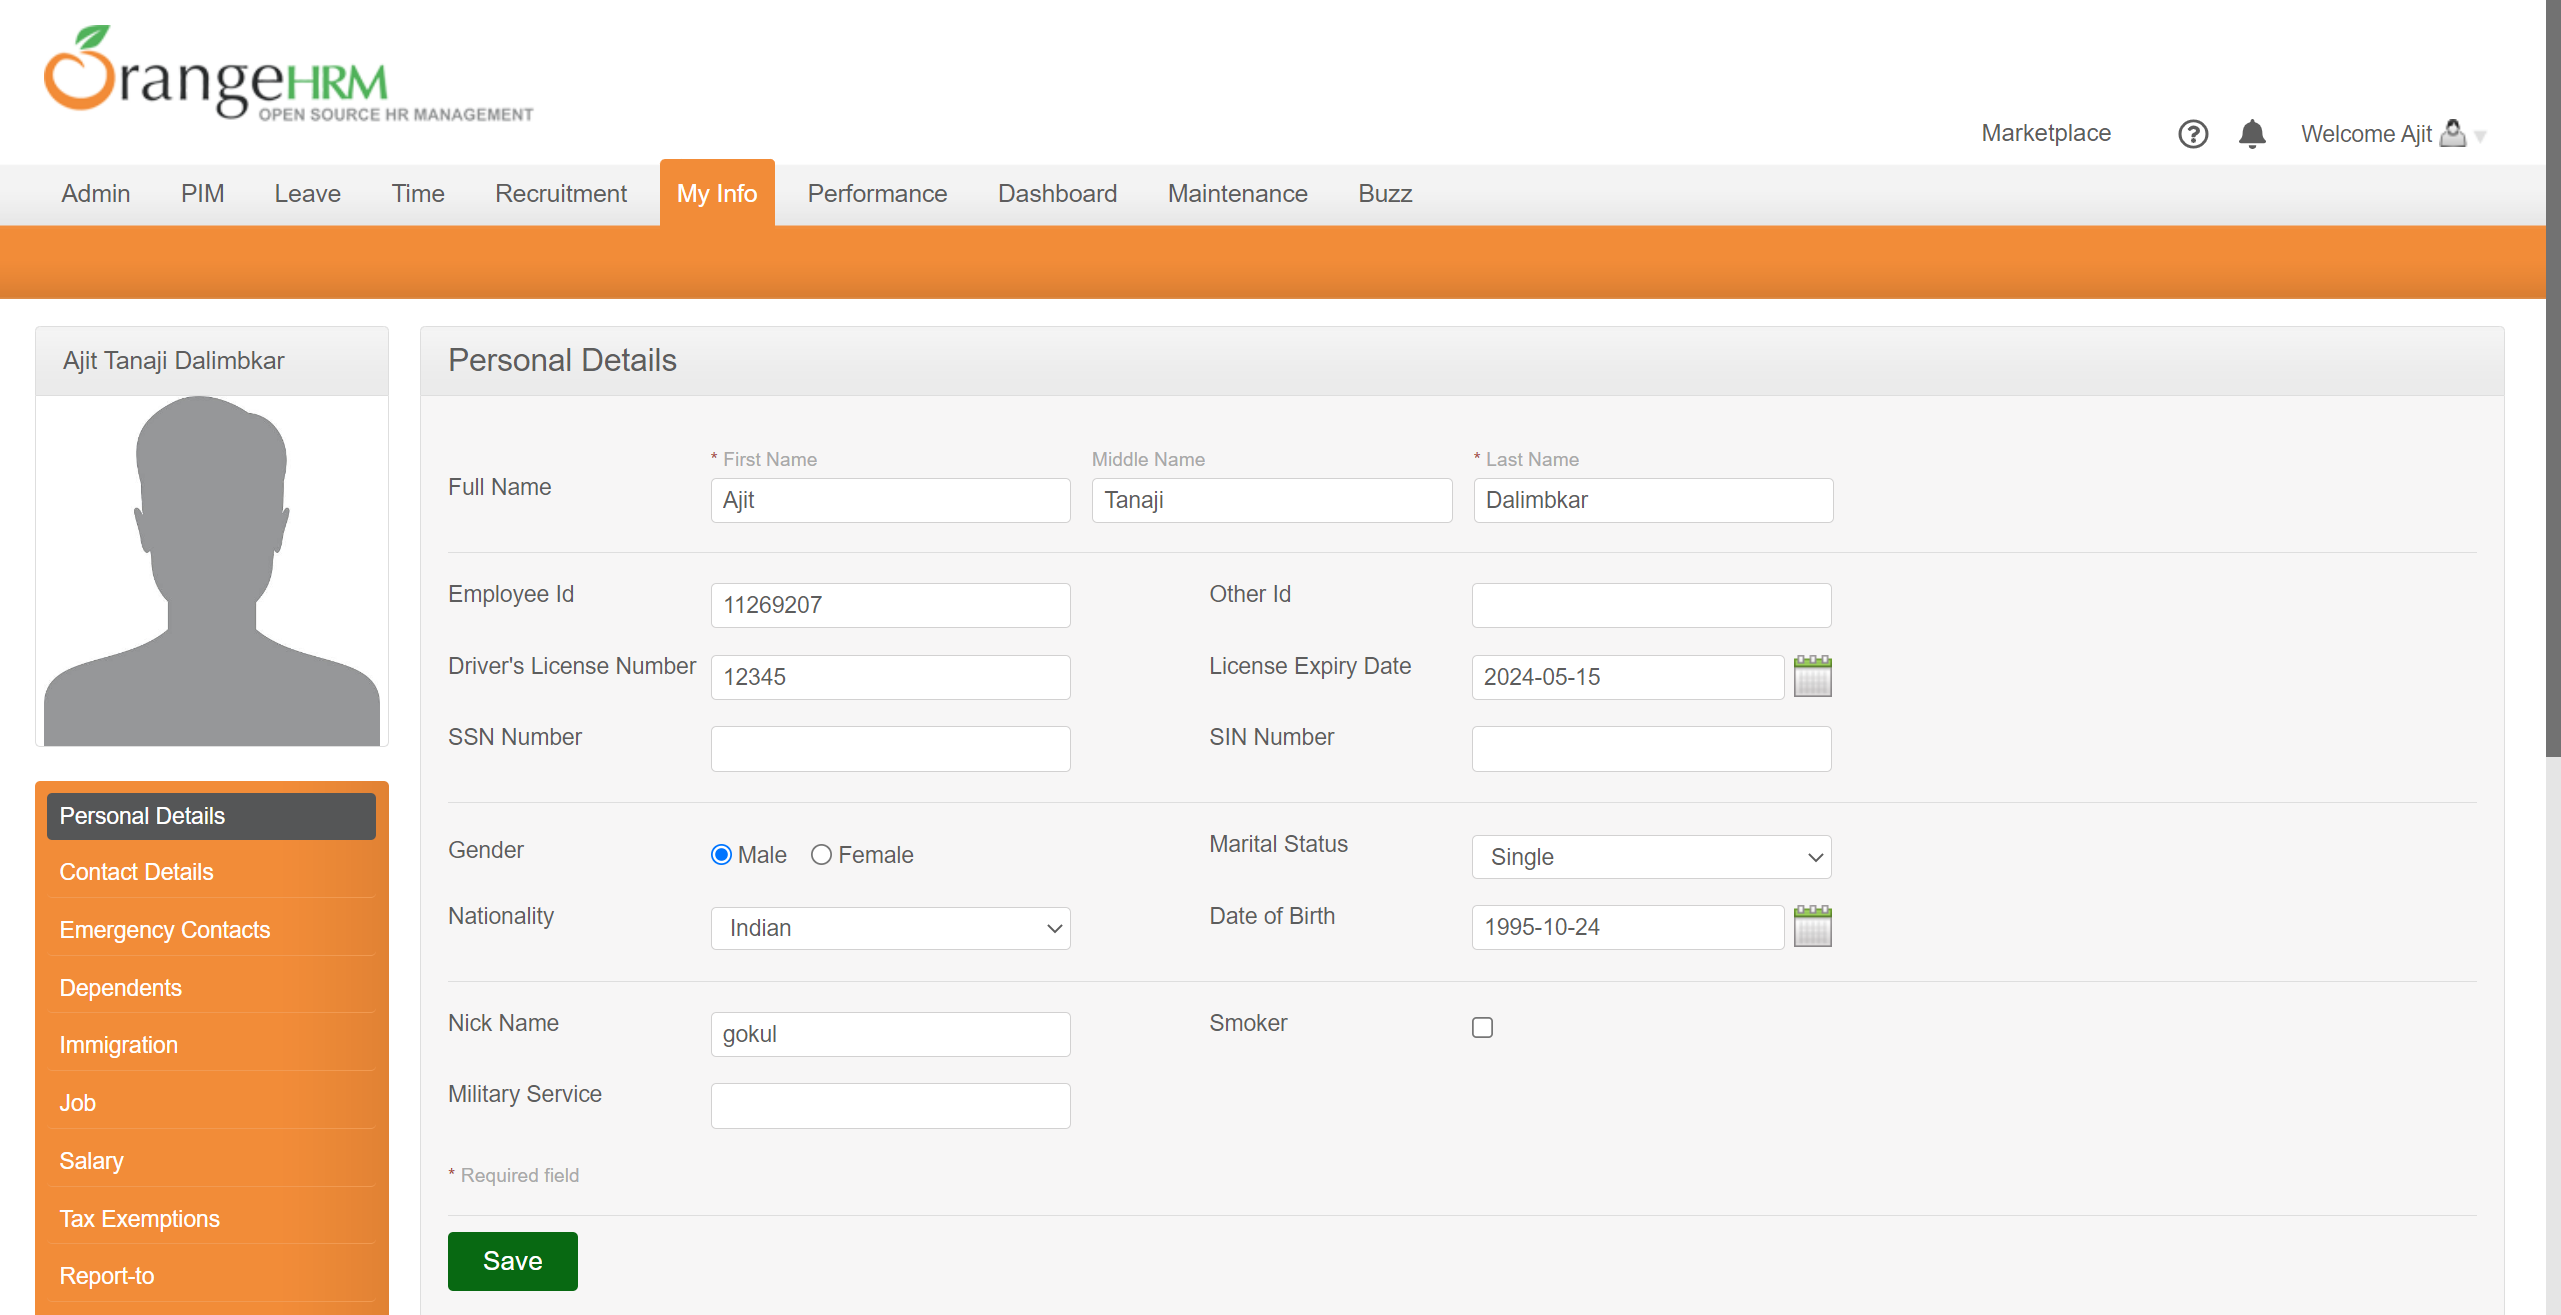 OrangeHRM
OPEN SOURCE HR MANAGEMENT
Marketplace ? Welcome Ajit
Admin PIM Leave Time Recruitment My Info Performance Dashboard Maintenance Buzz
Ajit Tanaji Dalimbkar
Personal Details
* First Name Middle Name * Last Name
Full Name Ajit Tanaji Dalimbkar
Employee Id 11269207 Other Id
Driver's License Number 12345 License Expiry Date 2024-05-15
SSN Number SIN Number
Gender Male Female Marital Status Single
Nationality Indian Date of Birth 1995-10-24
Nick Name gokul Smoker
Military Service
* Required field
Save
Personal Details
Contact Details
Emergency Contacts
Dependents
Immigration
Job
Salary
Tax Exemptions
Report-to